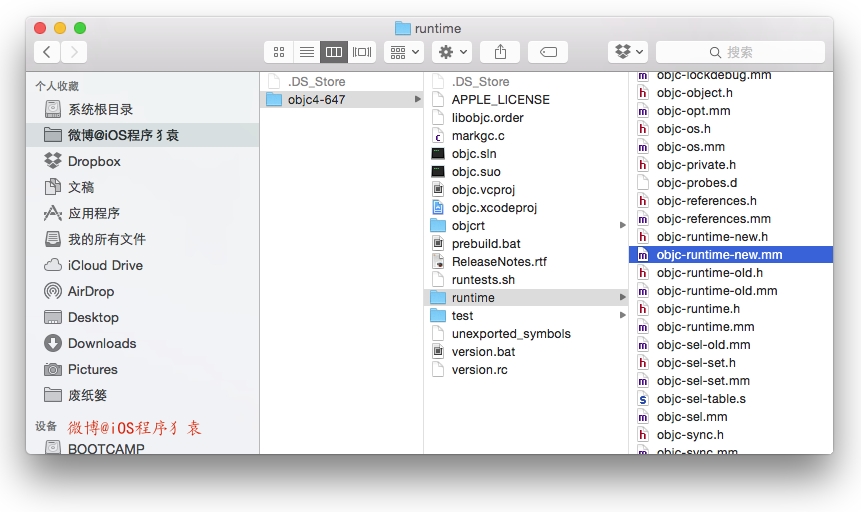 runtime
搜索
个人收藏
系统根目录
微博@iOS程序犭袁
Dropbox
文稿
应用程序
我的所有文件
iCloud Drive
AirDrop
Desktop
Downloads
Pictures
废纸篓
设备
微博@iOS程序犭袁
BOOTCAMP
.DS_Store
objc4-647
.DS_Store
APPLE_LICENSE
libobjc.order
markgc.c
objc.sln
objc.suo
objc.vcproj
objc.xcodeproj
objcrt
prebuild.bat
ReleaseNotes.rtf
runtests.sh
runtime
test
unexported_symbols
version.bat
version.rc
objc-lockdebug.mm
objc-object.h
objc-opt.mm
objc-os.h
objc-os.mm
objc-private.h
objc-probes.d
objc-references.h
objc-references.mm
objc-runtime-new.h
objc-runtime-new.mm
objc-runtime-old.h
objc-runtime-old.mm
objc-runtime.h
objc-runtime.mm
objc-sel-old.mm
objc-sel-set.h
objc-sel-set.mm
objc-sel-table.s
objc-sel.mm
objc-sync.h
objc-sync.mm